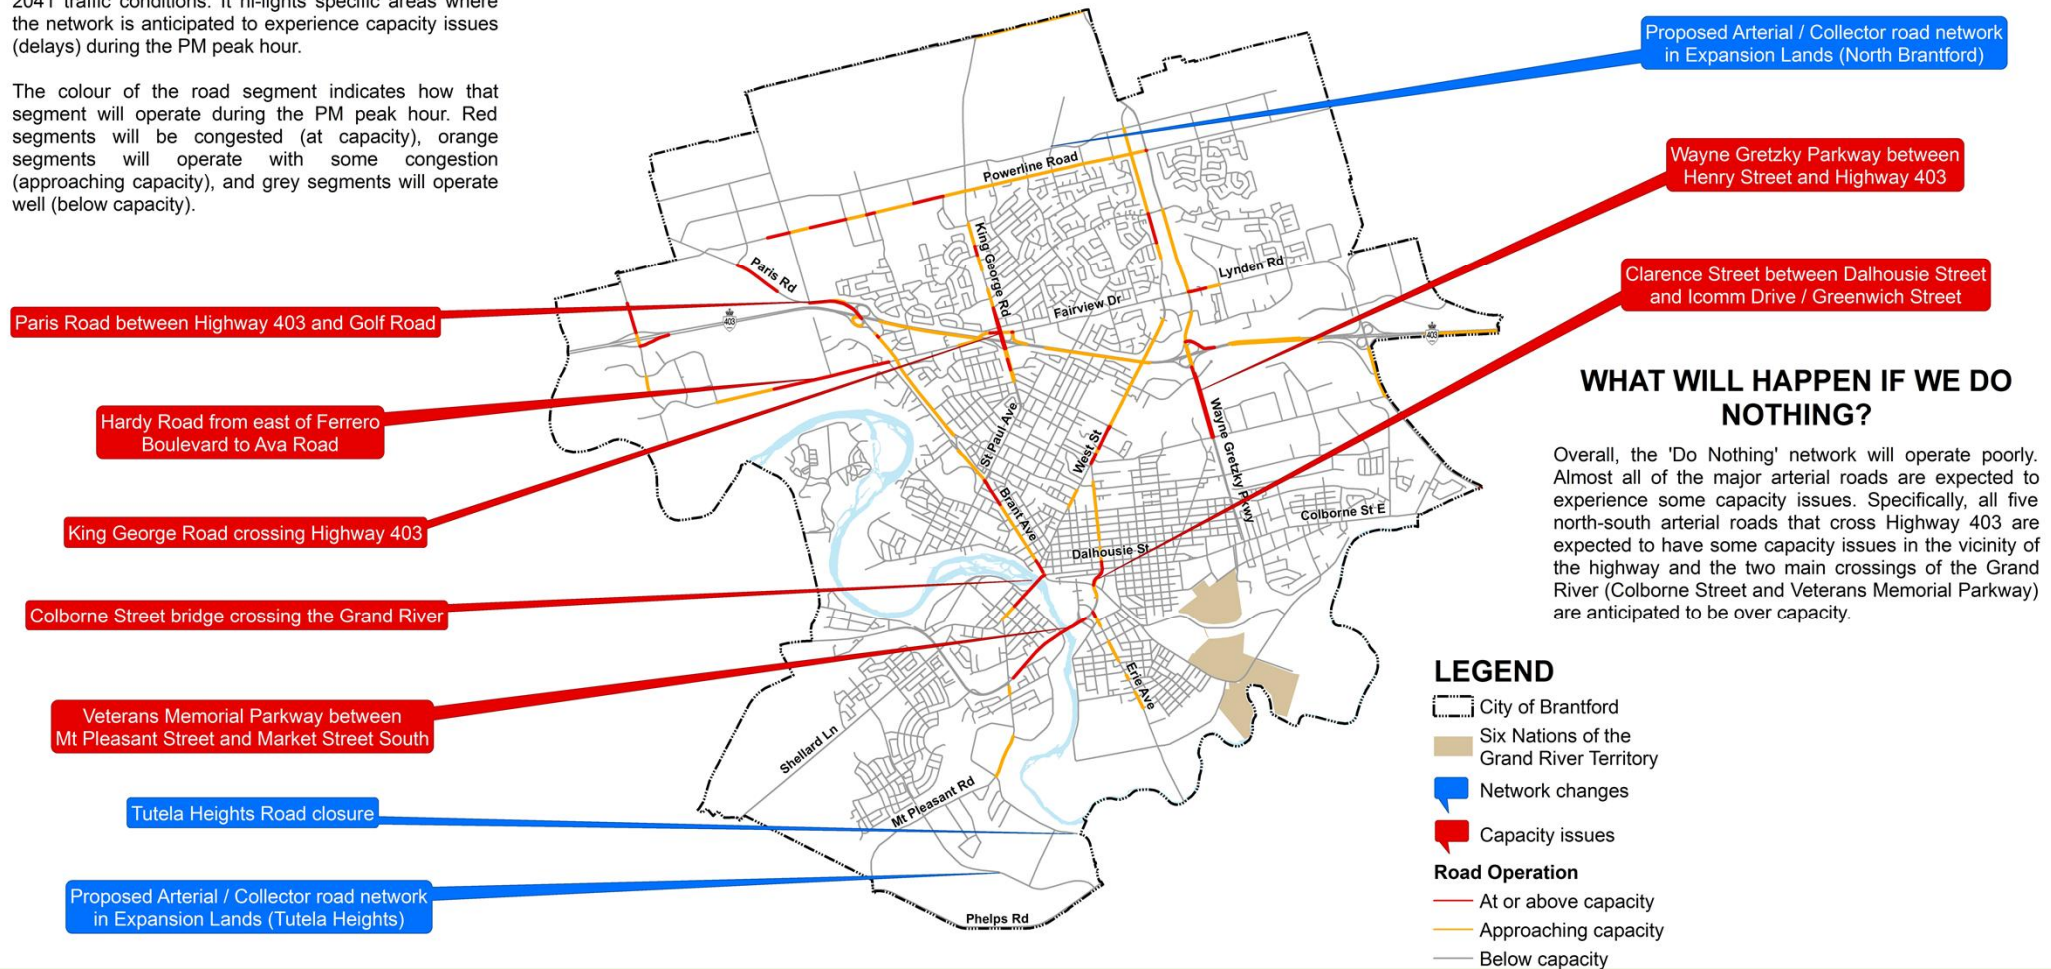 2041 traffic conditions. It hi-lights specific areas where
the network is anticipated to experience capacity issues
(delays) during the PM peak hour.
The colour of the road segment indicates how that
segment will operate during the PM peak hour. Red
segments will be congested (at capacity), orange
segments will operate with some congestion
(approaching capacity), and grey segments will operate
well (below capacity).
Proposed Arterial / Collector road network
in Expansion Lands (North Brantford)
Wayne Gretzky Parkway between
Henry Street and Highway 403
Clarence Street between Dalhousie Street
and Icomm Drive / Greenwich Street
Paris Road between Highway 403 and Golf Road
Hardy Road from east of Ferrero
Boulevard to Ava Road
King George Road crossing Highway 403
Colborne Street bridge crossing the Grand River
Veterans Memorial Parkway between
Mt Pleasant Street and Market Street South
Tutela Heights Road closure
Proposed Arterial / Collector road network
in Expansion Lands (Tutela Heights)
Powerline Road
King George Rd
Paris Rd
Lynden Rd
Fairview Dr
403
403
St Paul Ave
West St
Wayne Gretzky Pkwy
Brant Ave
Colborne St E
Dalhousie St
Erie Ave
Shellard Ln
Mt Pleasant Rd
Phelps Rd
WHAT WILL HAPPEN IF WE DO
NOTHING?
Overall, the 'Do Nothing' network will operate poorly.
Almost all of the major arterial roads are expected to
experience some capacity issues. Specifically, all five
north-south arterial roads that cross Highway 403 are
expected to have some capacity issues in the vicinity of
the highway and the two main crossings of the Grand
River (Colborne Street and Veterans Memorial Parkway)
are anticipated to be over capacity.
LEGEND
City of Brantford
Six Nations of the
Grand River Territory
Network changes
Capacity issues
Road Operation
At or above capacity
Approaching capacity
Below capacity